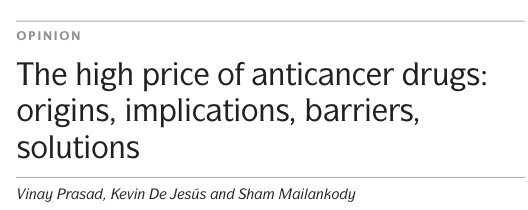 OPINION
The high price of anticancer drugs:
origins, implications, barriers,
solutions
Vinay Prasad, Kevin De Jesús and Sham Mailankody